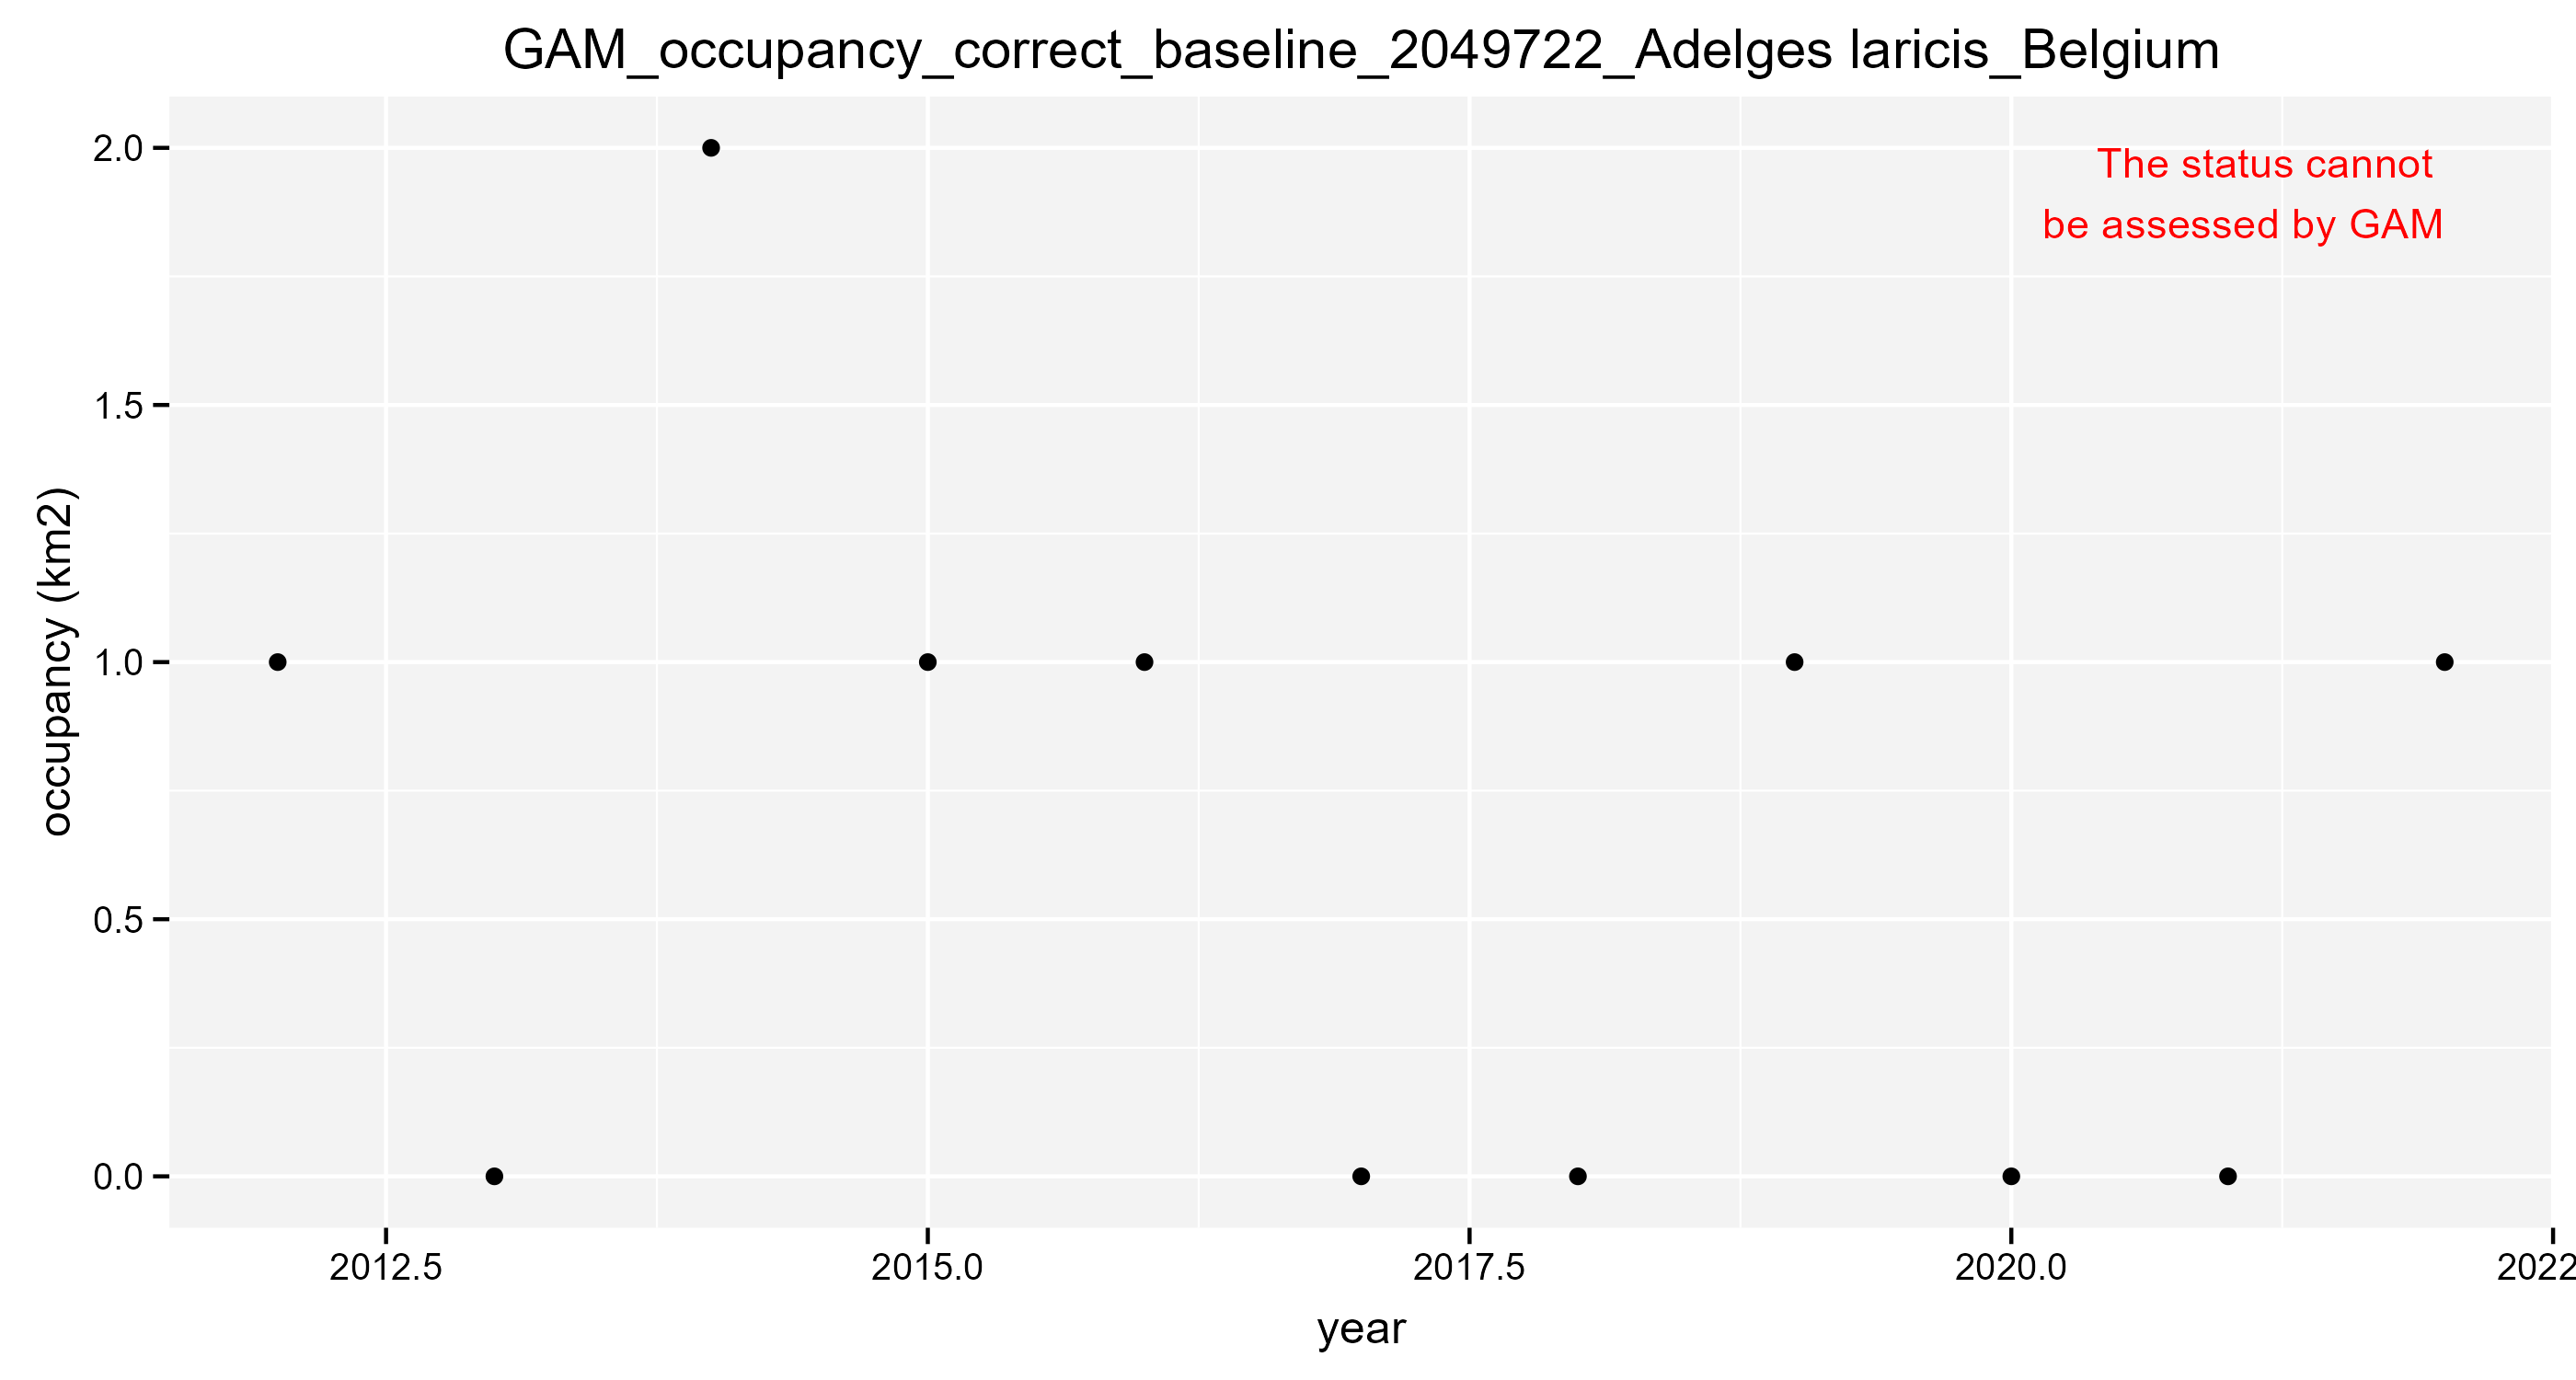 GAM_occupancy_correct_baseline_2049722_Adelges laricis_Belgium
The status cannot
be assessed by GAM
occupancy (km2)
2.0
1.5
1.0
0.5
0.0
2012.5 2015.0 2017.5 2020.0 2022
year